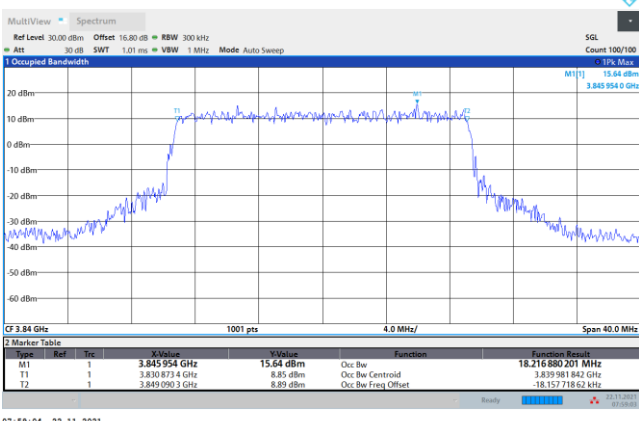 MultiView Spectrum
Ref Level 30.00 dBm Offset 16.80 dB RBW 300 kHz SGL
Att 30 dB SWT 1.01 ms VBW 1 MHz Mode Auto Sweep Count 100/100
1 Occupied Bandwidth 1Pk Max
M1[1] 15.64 dBm
3.845 954 0 GHz
20 dBm
M1
T1 T2
10 dBm
0 dBm
-10 dBm
-20 dBm
-30 dBm
-40 dBm
-50 dBm
-60 dBm
CF 3.84 GHz 1001 pts 4.0 MHz/ Span 40.0 MHz
2 Marker Table
Type Ref Trc X-Value Y-Value Function Function Result
M1 1 3.845 954 GHz 15.64 dBm Occ Bw 18.216 880 201 MHz
T1 1 3.830 873 4 GHz 8.85 dBm Occ Bw Centroid 3.839 981 842 GHz
T2 1 3.849 090 3 GHz 8.89 dBm Occ Bw Freq Offset -18.157 718 62 kHz
Ready 22.11.2021
07:59:03